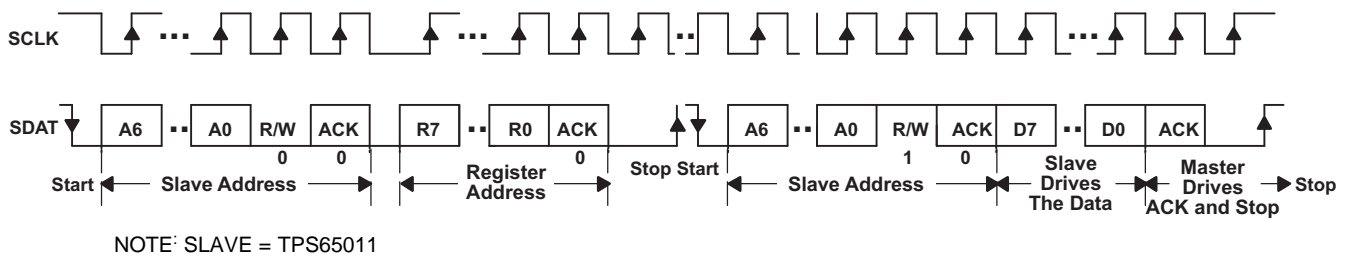 SCLK
SDAT A6 A0 R/W ACK R7 R0 ACK A6 A0 R/W ACK D7 D0 ACK
0 0 0 Stop Start 1 0
Start Slave Address Register Address Slave Address Slave Drives The Data Master Drives ACK and Stop Stop
NOTE: SLAVE = TPS65011